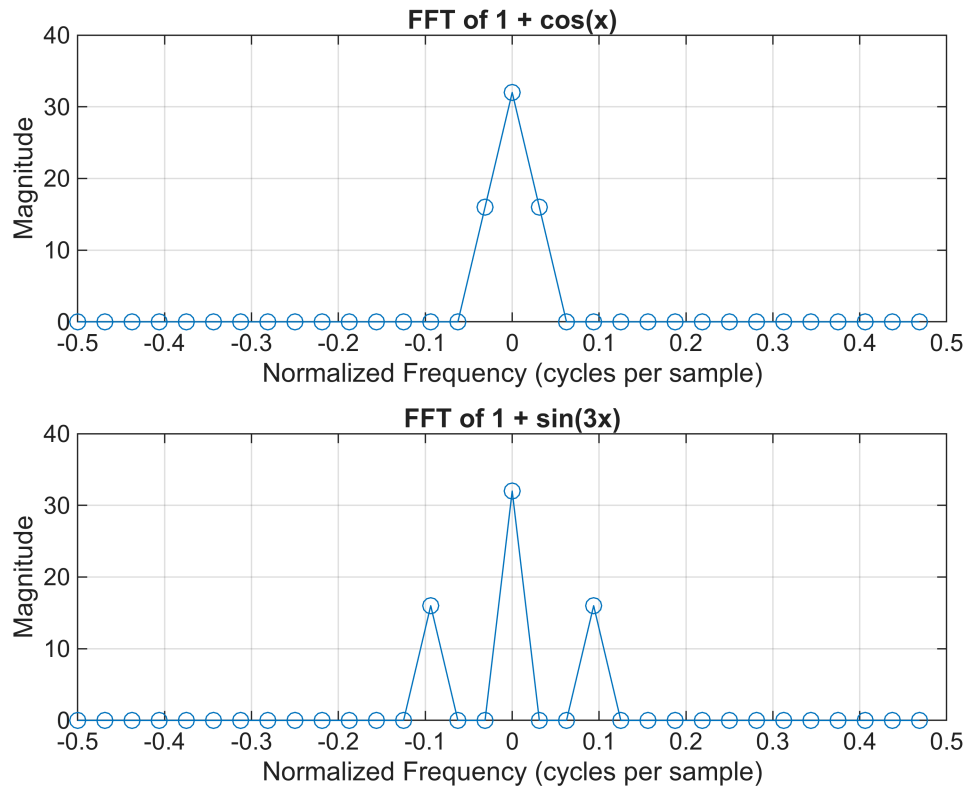 FFT of 1 + cos(x)
40
30
20
10
0
Magnitude
-0.5 -0.4 -0.3 -0.2 -0.1 0 0.1 0.2 0.3 0.4 0.5
Normalized Frequency (cycles per sample)
FFT of 1 + sin(3x)
40
30
20
10
0
Magnitude
-0.5 -0.4 -0.3 -0.2 -0.1 0 0.1 0.2 0.3 0.4 0.5
Normalized Frequency (cycles per sample)